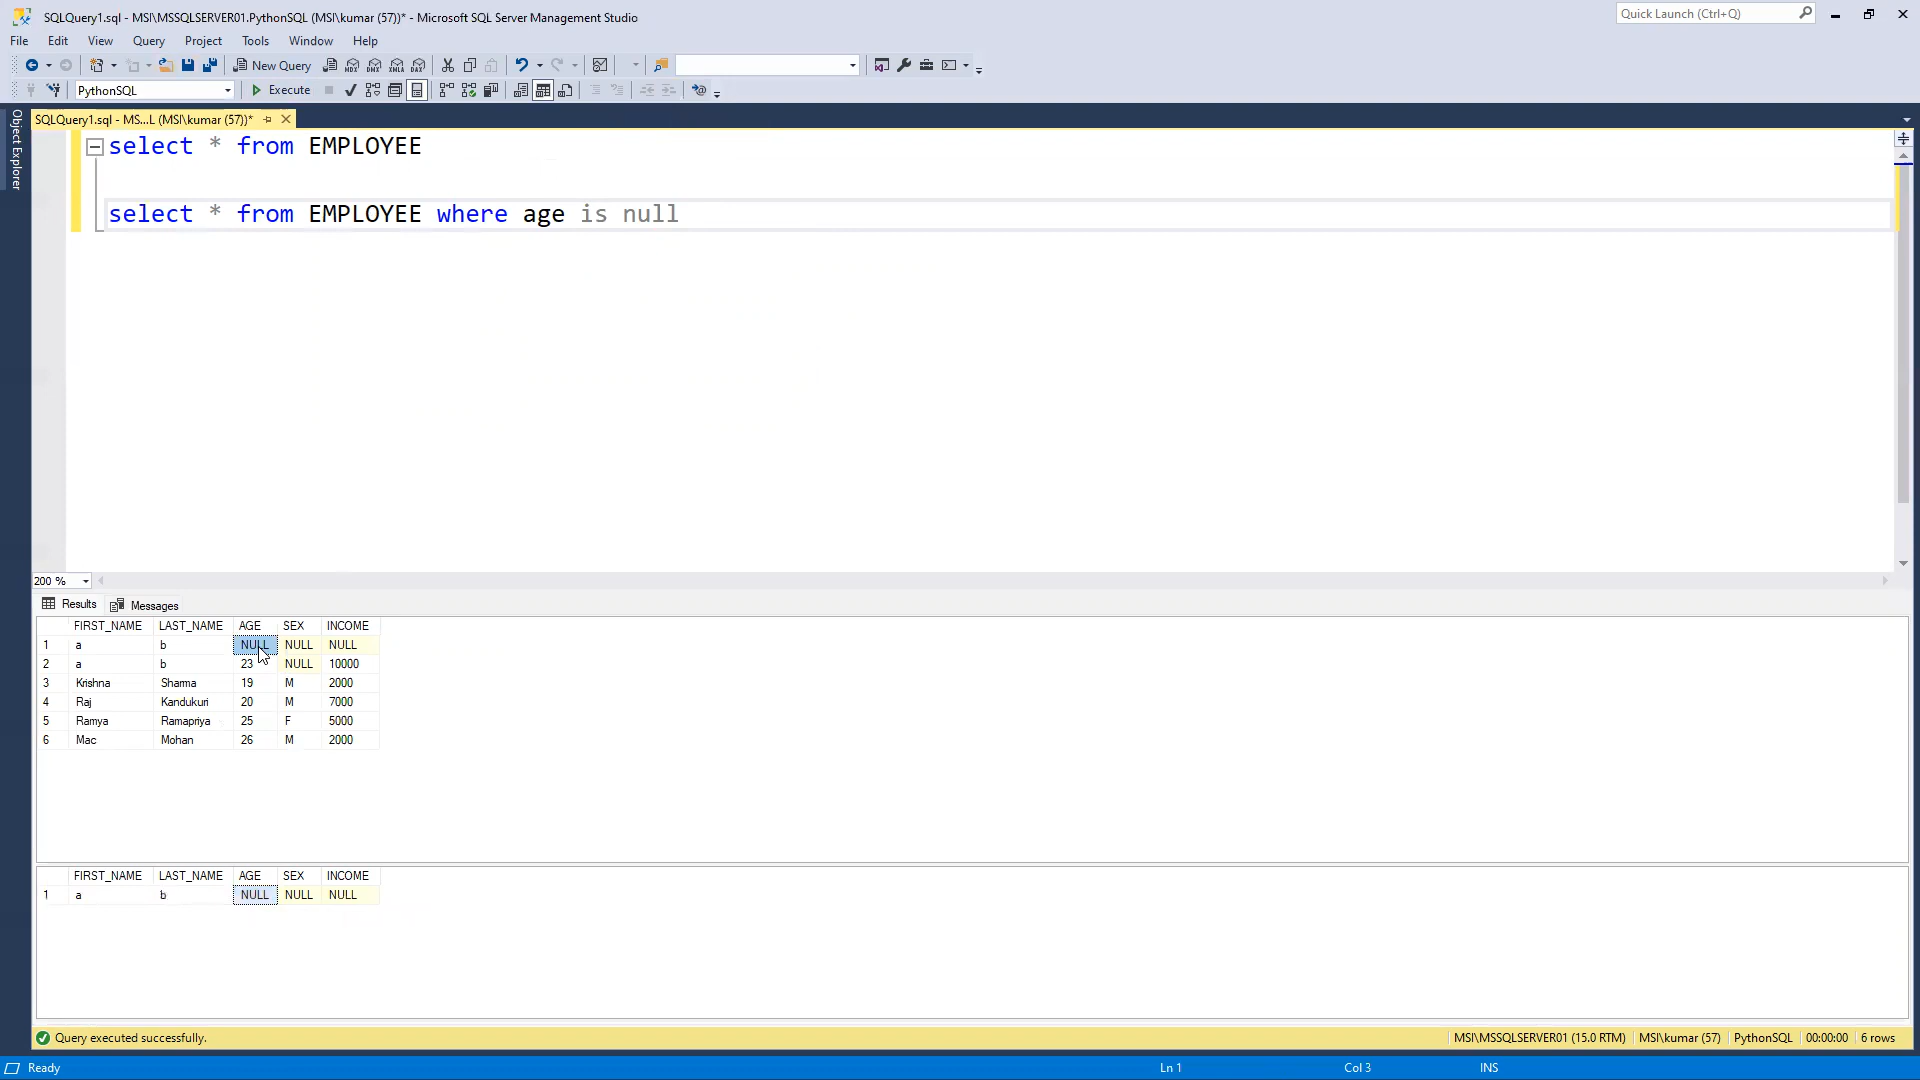 SQLQuery1.sql - MSI\MSSQLSERVER01.PythonSQL (MSI\kumar (57))* - Microsoft SQL Server Management Studio
Quick Launch (Ctrl+Q)
File Edit View Query Project Tools Window Help
New Query
PythonSQL Execute
Object Explorer
SQLQuery1.sql - MS...L (MSI\kumar (57))*
select * from EMPLOYEE
select * from EMPLOYEE where age is null
200 %
Results Messages
FIRST_NAME LAST_NAME AGE SEX INCOME
1 a b NULL NULL NULL
2 a b 23 NULL 10000
3 Krishna Sharma 19 M 2000
4 Raj Kandukuri 20 M 7000
5 Ramya Ramapriya 25 F 5000
6 Mac Mohan 26 M 2000
FIRST_NAME LAST_NAME AGE SEX INCOME
1 a b NULL NULL NULL
Query executed successfully. MSI\MSSQLSERVER01 (15.0 RTM) MSI\kumar (57) PythonSQL 00:00:00 6 rows
Ready Ln 1 Col 3 INS